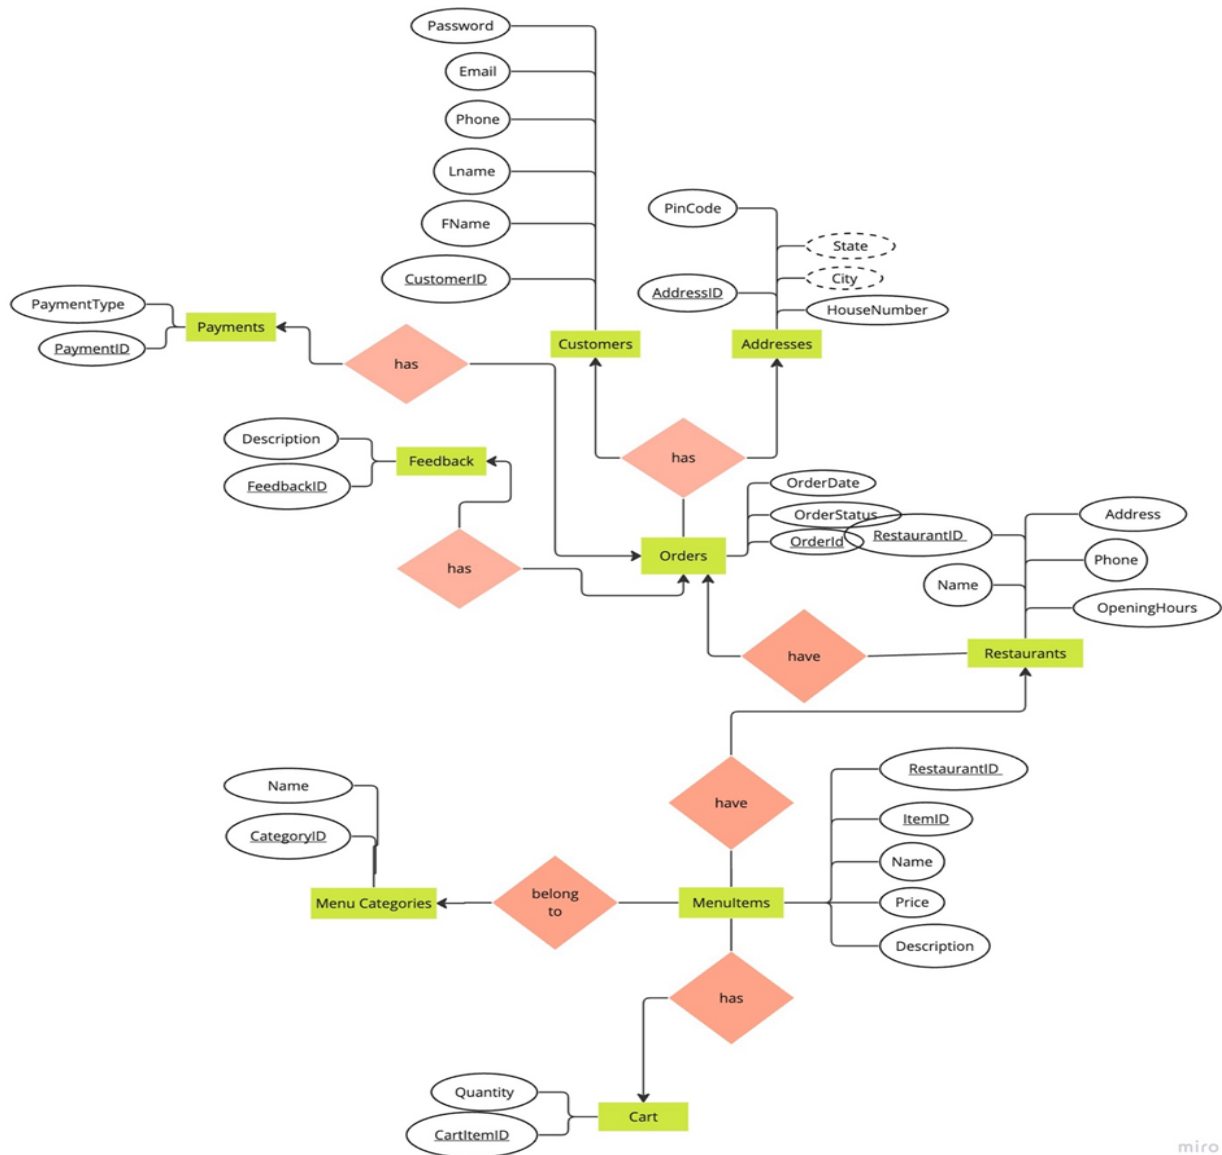 Password
Email
Phone
Lname
FName
CustomerID
PinCode
State
City
AddressID
HouseNumber
PaymentType
PaymentID
Payments
has
Customers
Addresses
Description
FeedbackID
Feedback
has
OrderDate
OrderStatus
OrderId
Orders
has
RestaurantID
Address
Phone
Name
OpeningHours
have
Restaurants
have
RestaurantID
ItemID
Name
Price
Description
Name
CategoryID
Menu Categories
belong
to
MenuItems
has
Quantity
CartItemID
Cart
miro